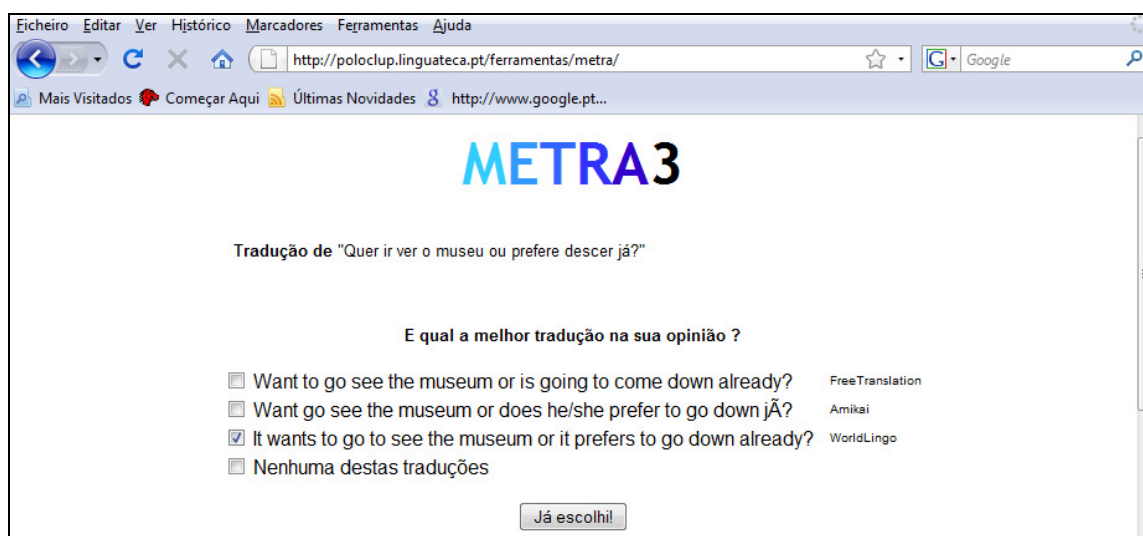 Ficheiro Editar Ver Histórico Marcadores Ferramentas Ajuda
http://poloclup.linguateca.pt/ferramentas/metra/ G Google
Mais Visitados Começar Aqui Últimas Novidades 8 http://www.google.pt...
METRA3
Tradução de "Quer ir ver o museu ou prefere descer já?"
E qual a melhor tradução na sua opinião ?
Want to go see the museum or is going to come down already? FreeTranslation
Want go see the museum or does he/she prefer to go down jÃ? Amikai
It wants to go to see the museum or it prefers to go down already? WorldLingo
Nenhuma destas traduções
Já escolhi!